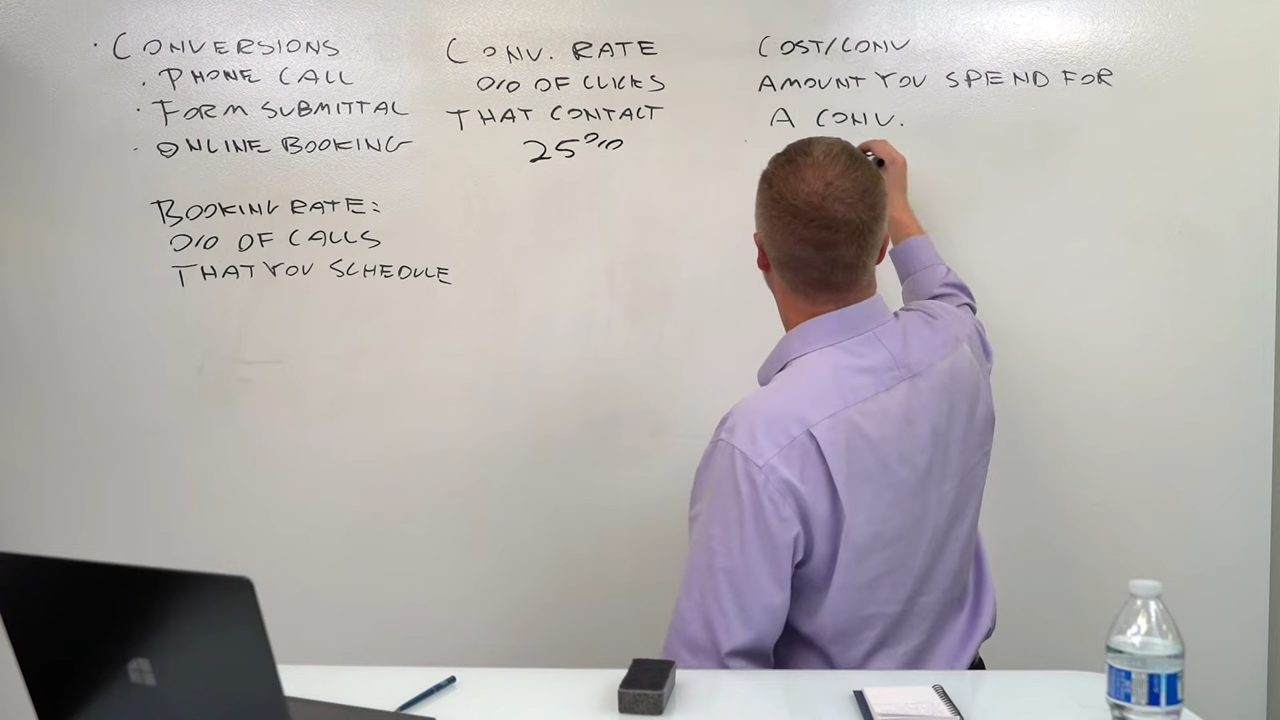 · CONVERSIONS
· PHONE CALL
· FORM SUBMITTAL
· ONLINE BOOKING
BOOKING RATE:
% OF CALLS
THAT YOU SCHEDULE
CONV. RATE
% OF CLICKS
THAT CONTACT
25%
COST/CONV
AMOUNT YOU SPEND FOR
A CONV.